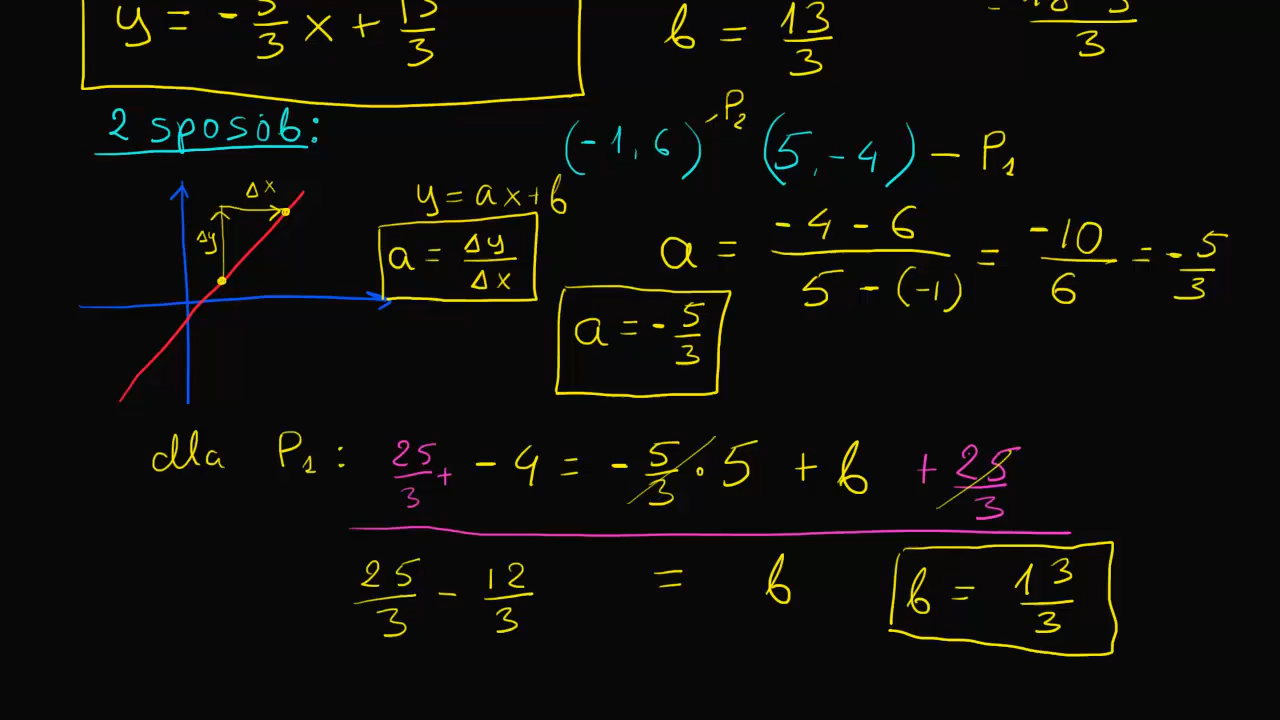 y = - 5/3 x + 13/3
b = 13/3
= 3
2 sposób:
(-1, 6) - P₂ (5, -4) - P₁
Δx
Δy
y = ax + b
a = Δy/Δx
a = (-4 - 6)/(5 - (-1)) = -10/6 = - 5/3
a = - 5/3
dla P₁: 25/3 + - 4 = - 5/3 · 5 + b + 25/3
25/3 - 12/3 = b
b = 13/3